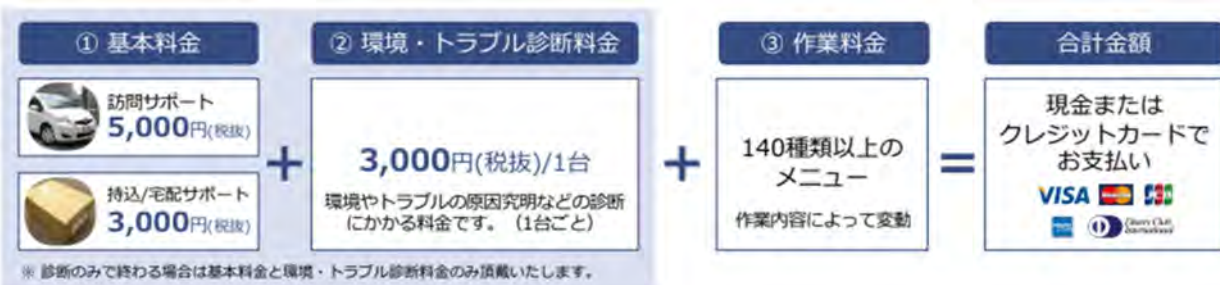 ① 基本料金
訪問サポート
5,000円(税抜)
持込/宅配サポート
3,000円(税抜)
+
② 環境・トラブル診断料金
3,000円(税抜)/1台
環境やトラブルの原因究明などの診断
にかかる料金です。（1台ごと）
※ 診断のみで終わる場合は基本料金と環境・トラブル診断料金のみ頂戴いたします。
+
③ 作業料金
140種類以上の
メニュー
作業内容によって変動
=
合計金額
現金または
クレジットカードで
お支払い
VISA
JCB
Diners Club
International